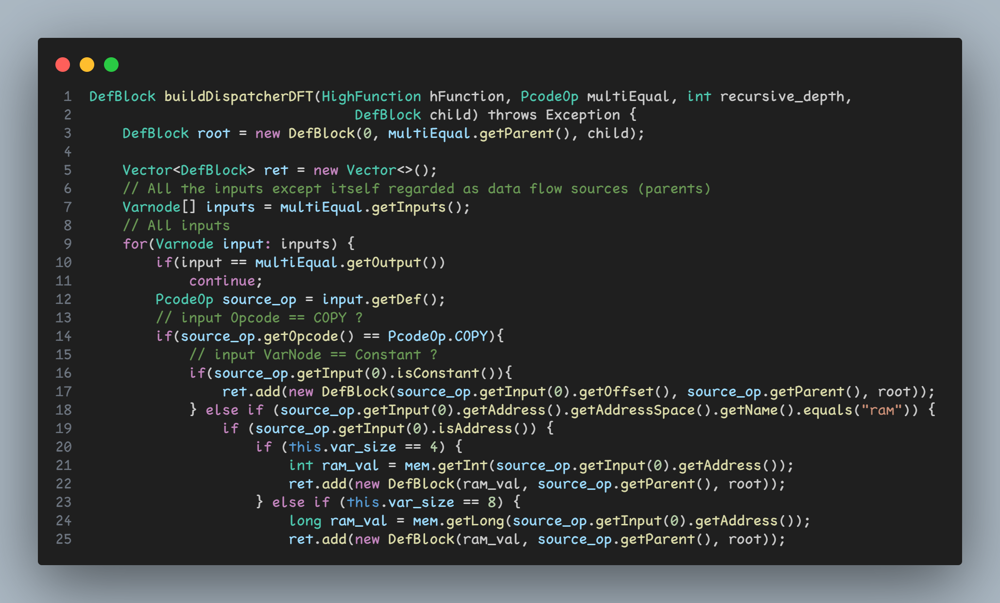 1 DefBlock buildDispatcherDFT(HighFunction hFunction, PcodeOp multiEqual, int recursive_depth,
2                                 DefBlock child) throws Exception {
3     DefBlock root = new DefBlock(0, multiEqual.getParent(), child);
4
5     Vector<DefBlock> ret = new Vector<>();
6     // All the inputs except itself regarded as data flow sources (parents)
7     Varnode[] inputs = multiEqual.getInputs();
8     // All inputs
9     for(Varnode input: inputs) {
10         if(input == multiEqual.getOutput())
11             continue;
12         PcodeOp source_op = input.getDef();
13         // input Opcode == COPY ?
14         if(source_op.getOpcode() == PcodeOp.COPY){
15             // input VarNode == Constant ?
16             if(source_op.getInput(0).isConstant()){
17                 ret.add(new DefBlock(source_op.getInput(0).getOffset(), source_op.getParent(), root));
18             } else if (source_op.getInput(0).getAddress().getAddressSpace().getName().equals("ram")) {
19                 if (source_op.getInput(0).isAddress()) {
20                     if (this.var_size == 4) {
21                         int ram_val = mem.getInt(source_op.getInput(0).getAddress());
22                         ret.add(new DefBlock(ram_val, source_op.getParent(), root));
23                     } else if (this.var_size == 8) {
24                         long ram_val = mem.getLong(source_op.getInput(0).getAddress());
25                         ret.add(new DefBlock(ram_val, source_op.getParent(), root));